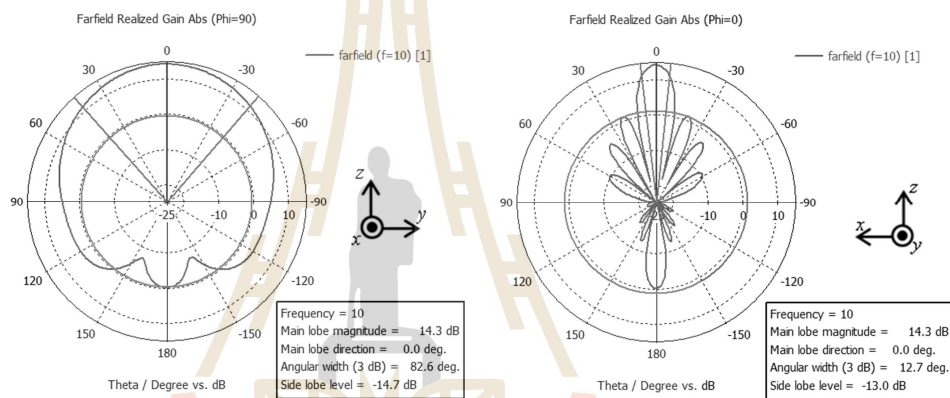 Farfield Realized Gain Abs (Phi=90)
0
30
-30
farfield (f=10) [1]
60
-60
90
-25
-10
0
10
-90
120
-120
150
-150
180
Theta / Degree vs. dB
z
y
x
Frequency = 10
Main lobe magnitude = 14.3 dB
Main lobe direction = 0.0 deg.
Angular width (3 dB) = 82.6 deg.
Side lobe level = -14.7 dB
Farfield Realized Gain Abs (Phi=0)
0
30
-30
farfield (f=10) [1]
60
-60
90
-10
0
10
-90
120
-120
150
-150
180
Theta / Degree vs. dB
z
x
y
Frequency = 10
Main lobe magnitude = 14.3 dB
Main lobe direction = 0.0 deg.
Angular width (3 dB) = 12.7 deg.
Side lobe level = -13.0 dB